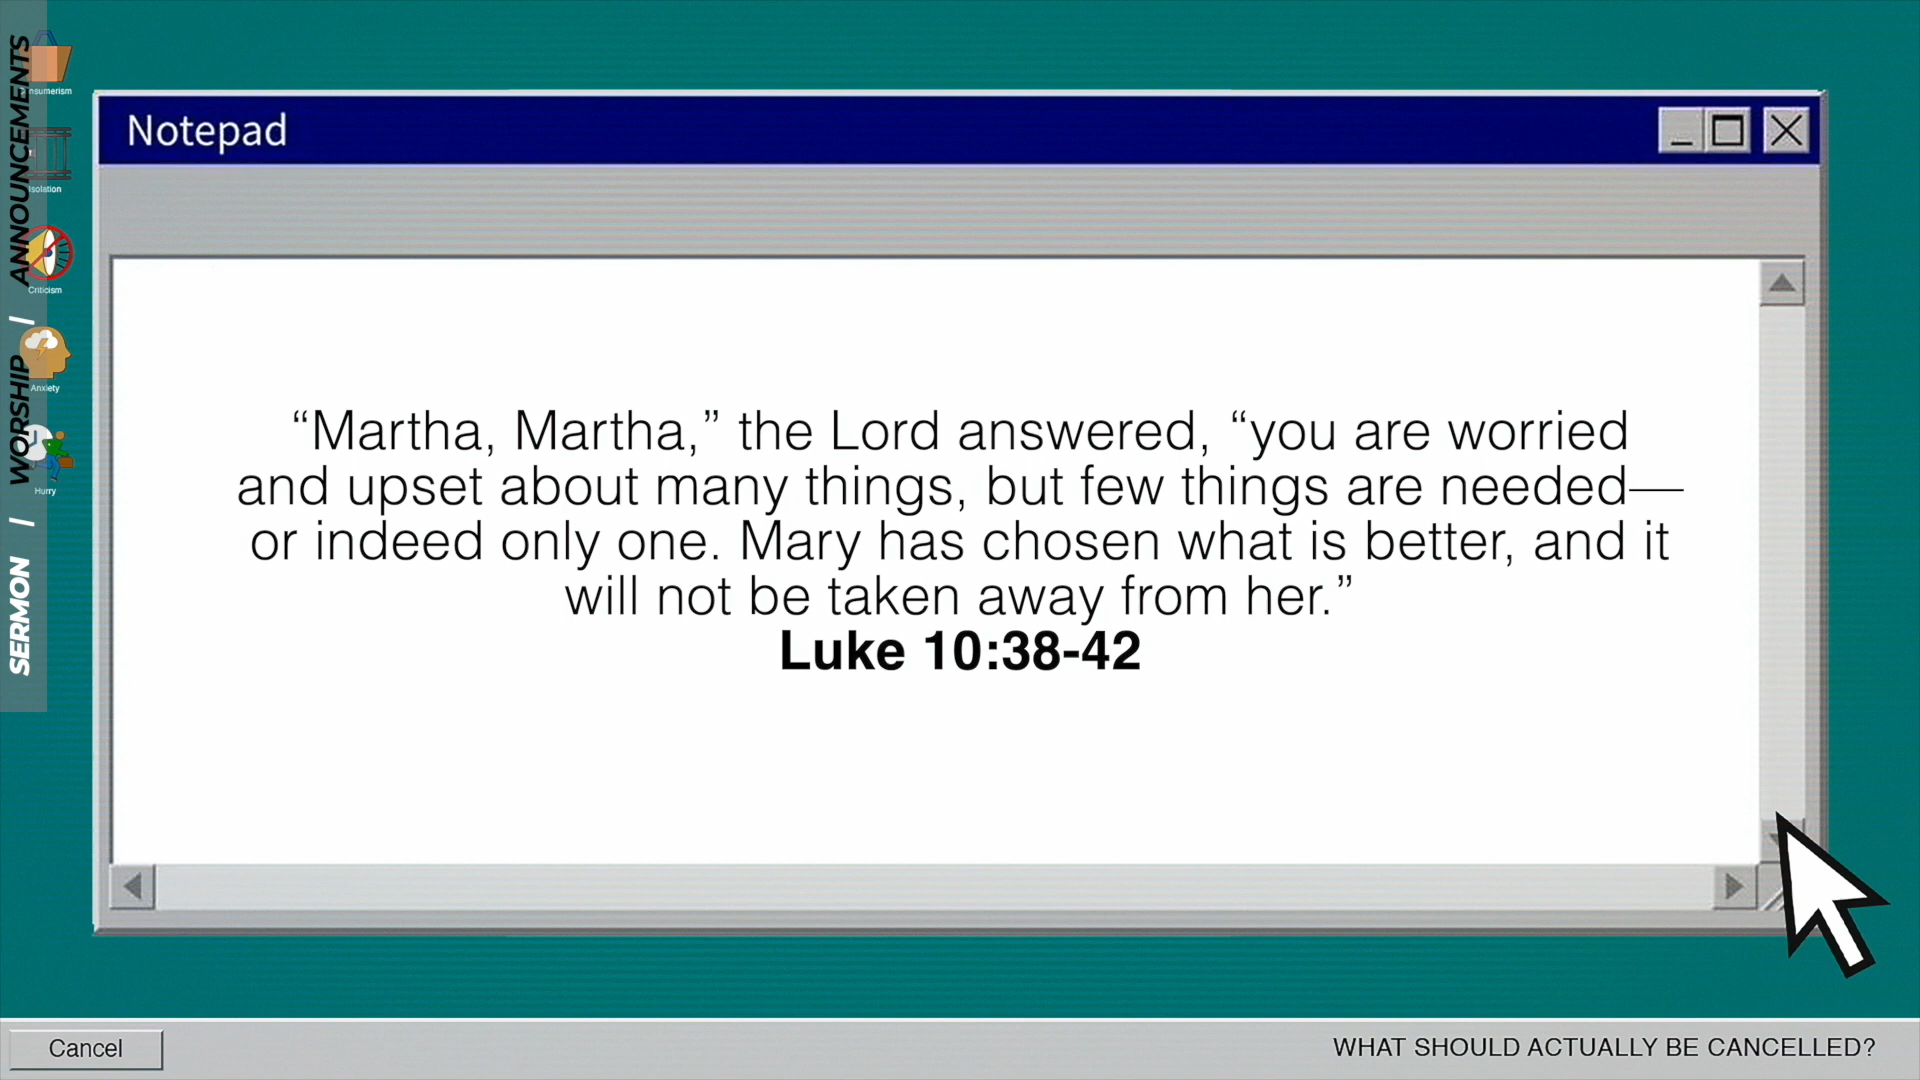 Notepad
“Martha, Martha,” the Lord answered, “you are worried
and upset about many things, but few things are needed—
or indeed only one. Mary has chosen what is better, and it
will not be taken away from her.”
Luke 10:38-42
Isolation
Criticism
Anxiety
Hurry
SERMON | WORSHIP | ANNOUNCEMENTS
Cancel
WHAT SHOULD ACTUALLY BE CANCELLED?